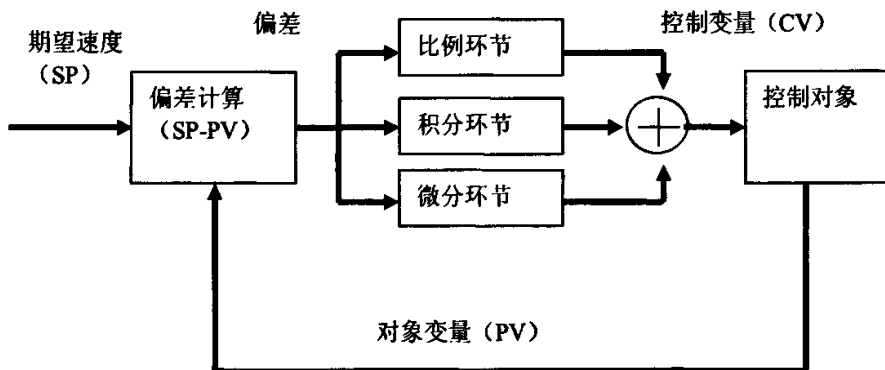 期望速度
（SP）
偏差
偏差计算
（SP-PV）
比例环节
积分环节
微分环节
控制变量（CV）
控制对象
对象变量（PV）